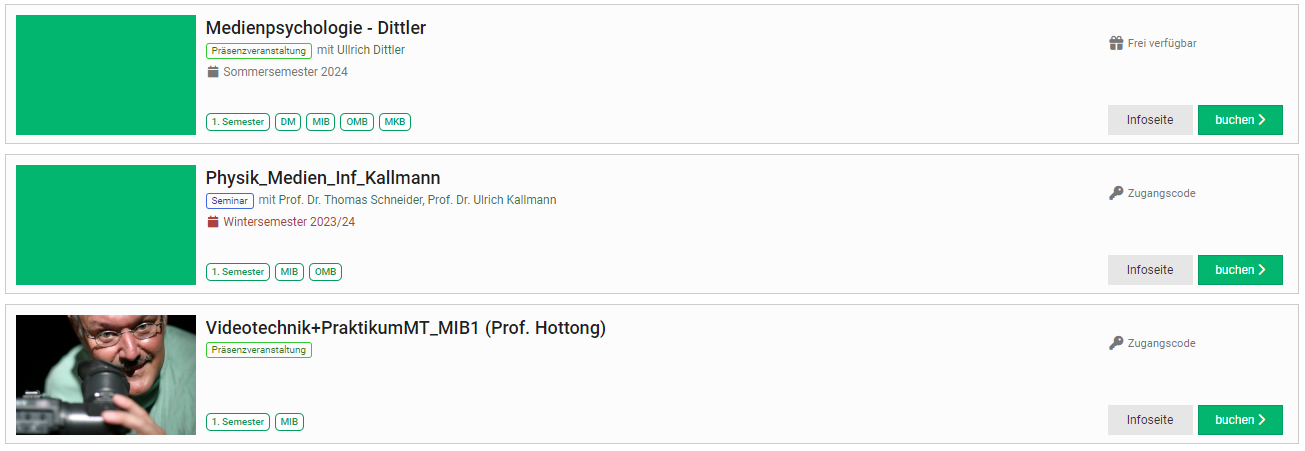 Medienpsychologie - Dittler
Präsenzveranstaltung mit Ullrich Dittler
Frei verfügbar
Sommersemester 2024
1. Semester DM MIB OMB MKB
Infoseite buchen
Physik_Medien_Inf_Kallmann
Seminar mit Prof. Dr. Thomas Schneider, Prof. Dr. Ulrich Kallmann
Zugangscode
Wintersemester 2023/24
1. Semester MIB OMB
Infoseite buchen
Videotechnik+PraktikumMT_MIB1 (Prof. Hottong)
Präsenzveranstaltung
Zugangscode
1. Semester MIB
Infoseite buchen